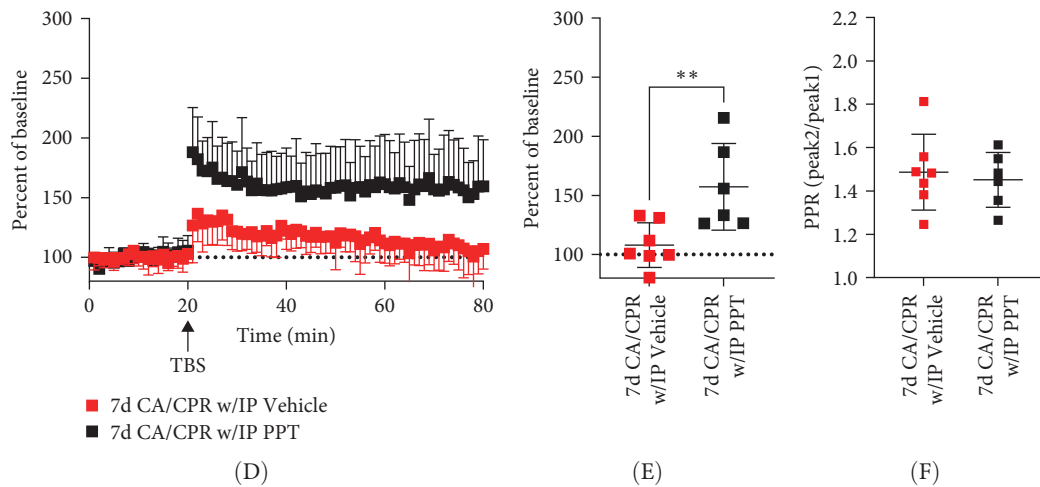 300
250
200
150
100
Percent of baseline
0
20
40
60
80
Time (min)
TBS
7d CA/CPR w/IP Vehicle
7d CA/CPR w/IP PPT
(D)
300
250
200
150
100
Percent of baseline
**
7d CA/CPR
w/IP Vehicle
7d CA/CPR
w/IP PPT
(E)
2.2
2.0
1.8
1.6
1.4
1.2
1.0
PPR (peak2/peak1)
7d CA/CPR
w/IP Vehicle
7d CA/CPR
w/IP PPT
(F)